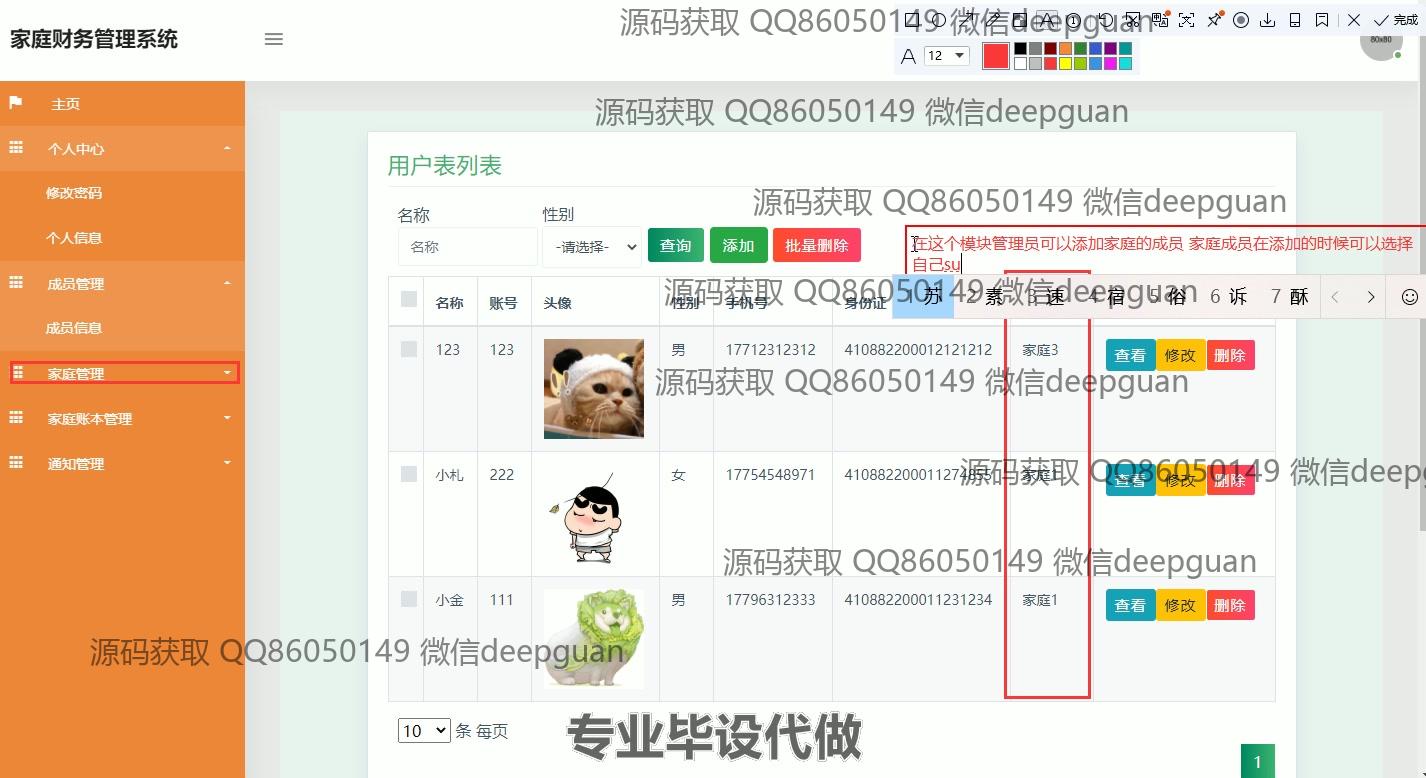 源码获取 QQ86050149 微信deepguan
完成
家庭财务管理系统
80x80
A 12
主页
源码获取 QQ86050149 微信deepguan
个人中心
用户表列表
修改密码
源码获取 QQ86050149 微信deepguan
名称 性别
个人信息
名称 -请选择- 查询 添加 批量删除
在这个模块管理员可以添加家庭的成员 家庭成员在添加的时候可以选择
自己su
成员管理
源码获取 QQ86050149 微信deepguan
1 苏 2 素 3 速 4 宿 5 俗 6 诉 7 酥
名称 账号 头像 性别 手机号 身份证
成员信息
123 123 男 17712312312 410882200012121212 家庭3 查看 修改 删除
家庭管理
源码获取 QQ86050149 微信deepguan
家庭账本管理
通知管理
源码获取 QQ86050149 微信deepg
小札 222 女 17754548971 410882200011274855 家庭1 查看 修改 删除
源码获取 QQ86050149 微信deepguan
小金 111 男 17796312333 410882200011231234 家庭1 查看 修改 删除
源码获取 QQ86050149 微信deepguan
10 条 每页
专业毕设代做
1